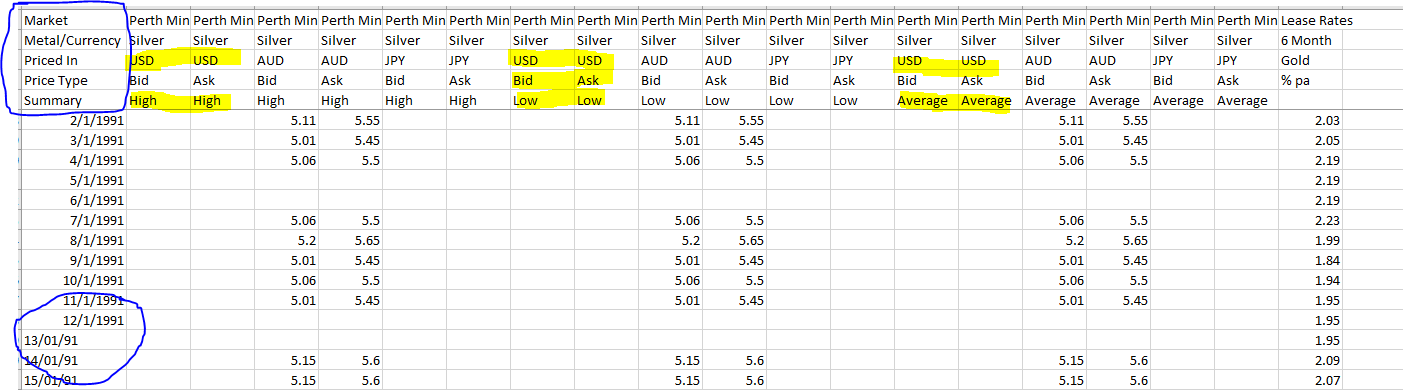 Market Perth Min Perth Min Perth Min Perth Min Perth Min Perth Min Perth Min Perth Min Perth Min Perth Min Perth Min Perth Min Perth Min Perth Min Perth Min Perth Min Perth Min Perth Min Lease Rates
Metal/Currency Silver Silver Silver Silver Silver Silver Silver Silver Silver Silver Silver Silver Silver Silver Silver Silver Silver Silver 6 Month
Priced In USD USD AUD AUD JPY JPY USD USD AUD AUD JPY JPY USD USD AUD AUD JPY JPY Gold
Price Type Bid Ask Bid Ask Bid Ask Bid Ask Bid Ask Bid Ask Bid Ask Bid Ask Bid Ask % pa
Summary High High High High High High Low Low Low Low Low Low Average Average Average Average Average Average
2/1/1991 5.11 5.55 5.11 5.55 5.11 5.55 2.03
3/1/1991 5.01 5.45 5.01 5.45 5.01 5.45 2.05
4/1/1991 5.06 5.5 5.06 5.5 5.06 5.5 2.19
5/1/1991 2.19
6/1/1991 2.19
7/1/1991 5.06 5.5 5.06 5.5 5.06 5.5 2.23
8/1/1991 5.2 5.65 5.2 5.65 5.2 5.65 1.99
9/1/1991 5.01 5.45 5.01 5.45 5.01 5.45 1.84
10/1/1991 5.06 5.5 5.06 5.5 5.06 5.5 1.94
11/1/1991 5.01 5.45 5.01 5.45 5.01 5.45 1.95
12/1/1991 1.95
13/01/91 1.95
14/01/91 5.15 5.6 5.15 5.6 5.15 5.6 2.09
15/01/91 5.15 5.6 5.15 5.6 5.15 5.6 2.07